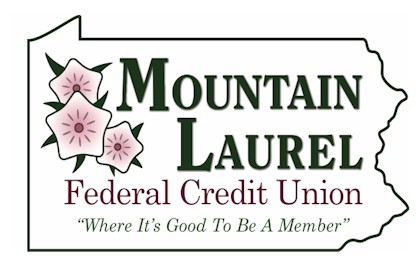 MOUNTAIN
LAUREL
Federal Credit Union
“Where It’s Good To Be A Member”